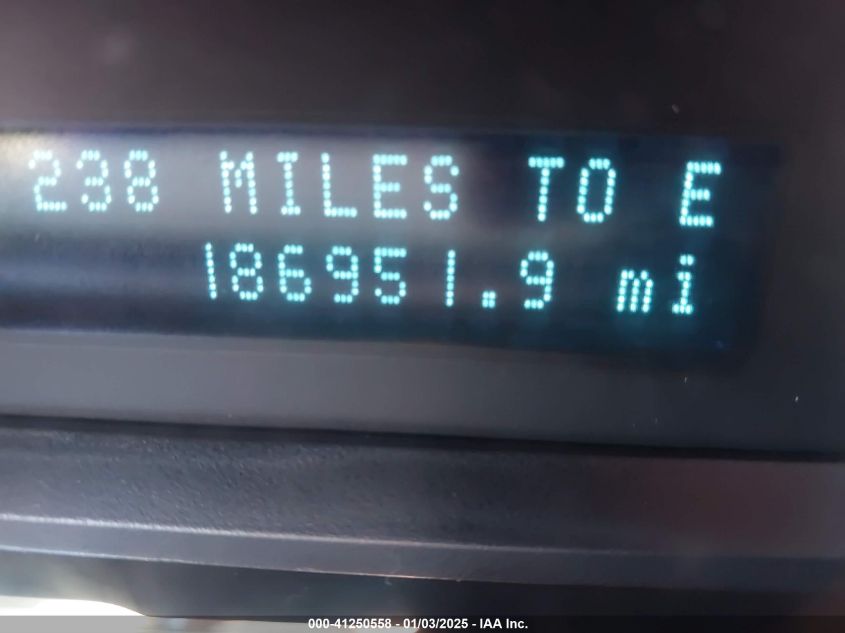 238 MILES TO E
186951.9 mi
000-41250558 - 01/03/2025 - IAA Inc.